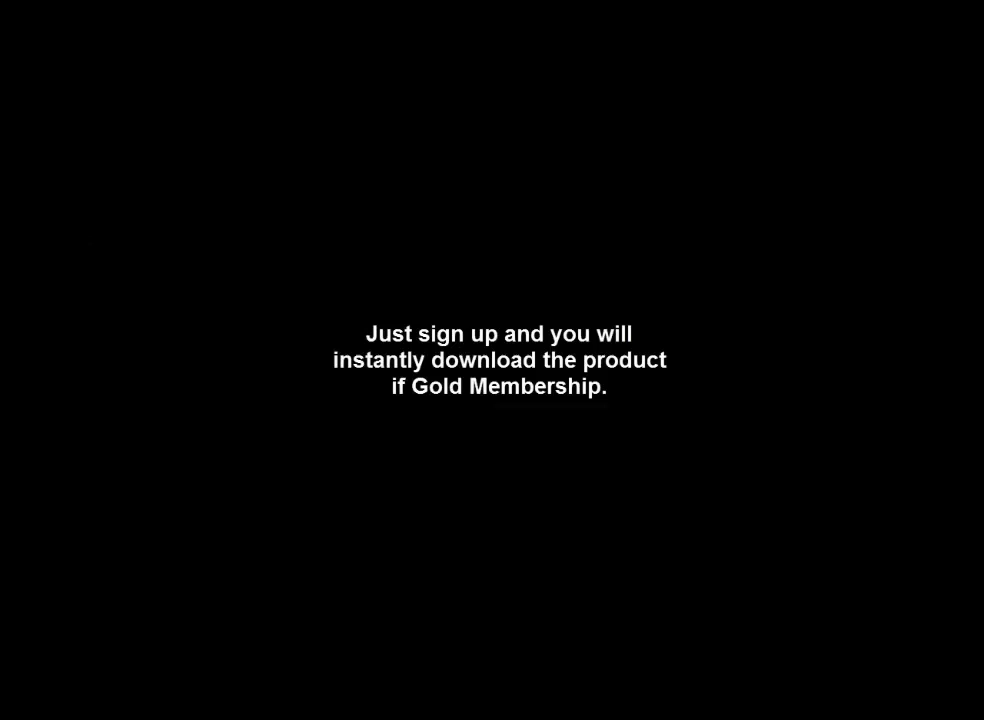 Just sign up and you will
instantly download the product
if Gold Membership.